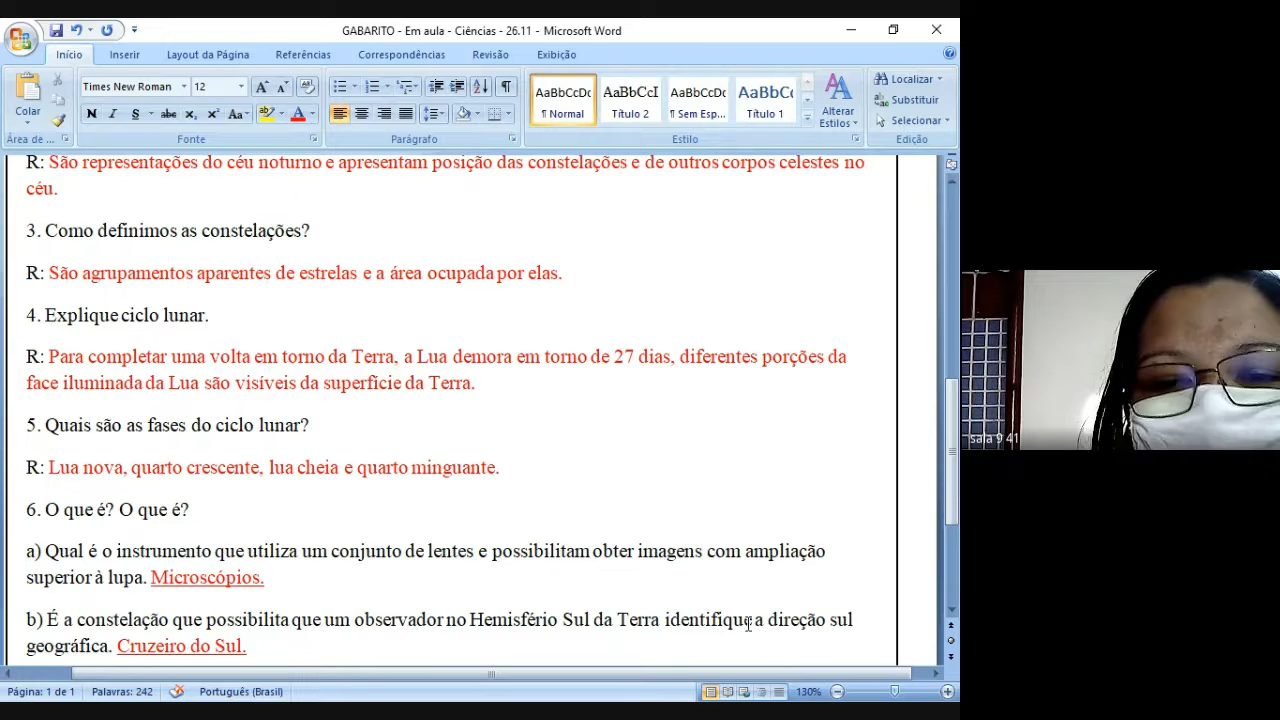 GABARITO - Em aula - Ciências - 26.11 - Microsoft Word
Início Inserir Layout da Página Referências Correspondências Revisão Exibição
Colar
Times New Roman 12
AaBbCcDc AaBbCcI AaBbCcDc AaBbC
¶ Normal Título 2 ¶ Sem Esp... Título 1
Alterar
Estilos
Localizar
Substituir
Selecionar
Área de... Fonte Parágrafo Estilo Edição
R: São representações do céu noturno e apresentam posição das constelações e de outros corpos celestes no
céu.
3. Como definimos as constelações?
R: São agrupamentos aparentes de estrelas e a área ocupada por elas.
4. Explique ciclo lunar.
R: Para completar uma volta em torno da Terra, a Lua demora em torno de 27 dias, diferentes porções da
face iluminada da Lua são visíveis da superfície da Terra.
5. Quais são as fases do ciclo lunar?
R: Lua nova, quarto crescente, lua cheia e quarto minguante.
6. O que é? O que é?
a) Qual é o instrumento que utiliza um conjunto de lentes e possibilitam obter imagens com ampliação
superior à lupa. Microscópios.
b) É a constelação que possibilita que um observador no Hemisfério Sul da Terra identifique a direção sul
geográfica. Cruzeiro do Sul.
Página: 1 de 1 Palavras: 242 Português (Brasil) 130%
sala 9 41